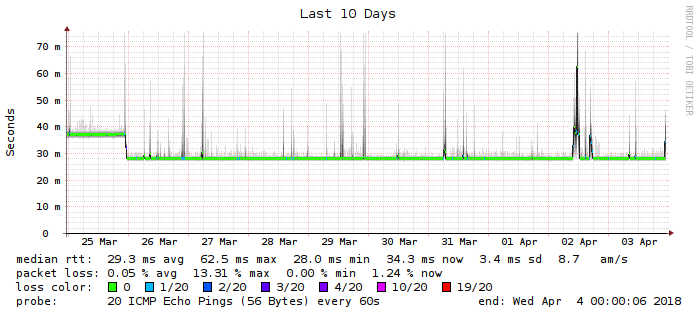 Last 10 Days
RRDTOOL / TOBI OETIKER
Seconds
70 m
60 m
50 m
40 m
30 m
20 m
10 m
0
25 Mar 26 Mar 27 Mar 28 Mar 29 Mar 30 Mar 31 Mar 01 Apr 02 Apr 03 Apr
median rtt: 29.3 ms avg 62.5 ms max 28.0 ms min 34.3 ms now 3.4 ms sd 8.7 am/s
packet loss: 0.05 % avg 13.31 % max 0.00 % min 1.24 % now
loss color: 0 1/20 2/20 3/20 4/20 10/20 19/20
probe: 20 ICMP Echo Pings (56 Bytes) every 60s end: Wed Apr 4 00:00:06 2018